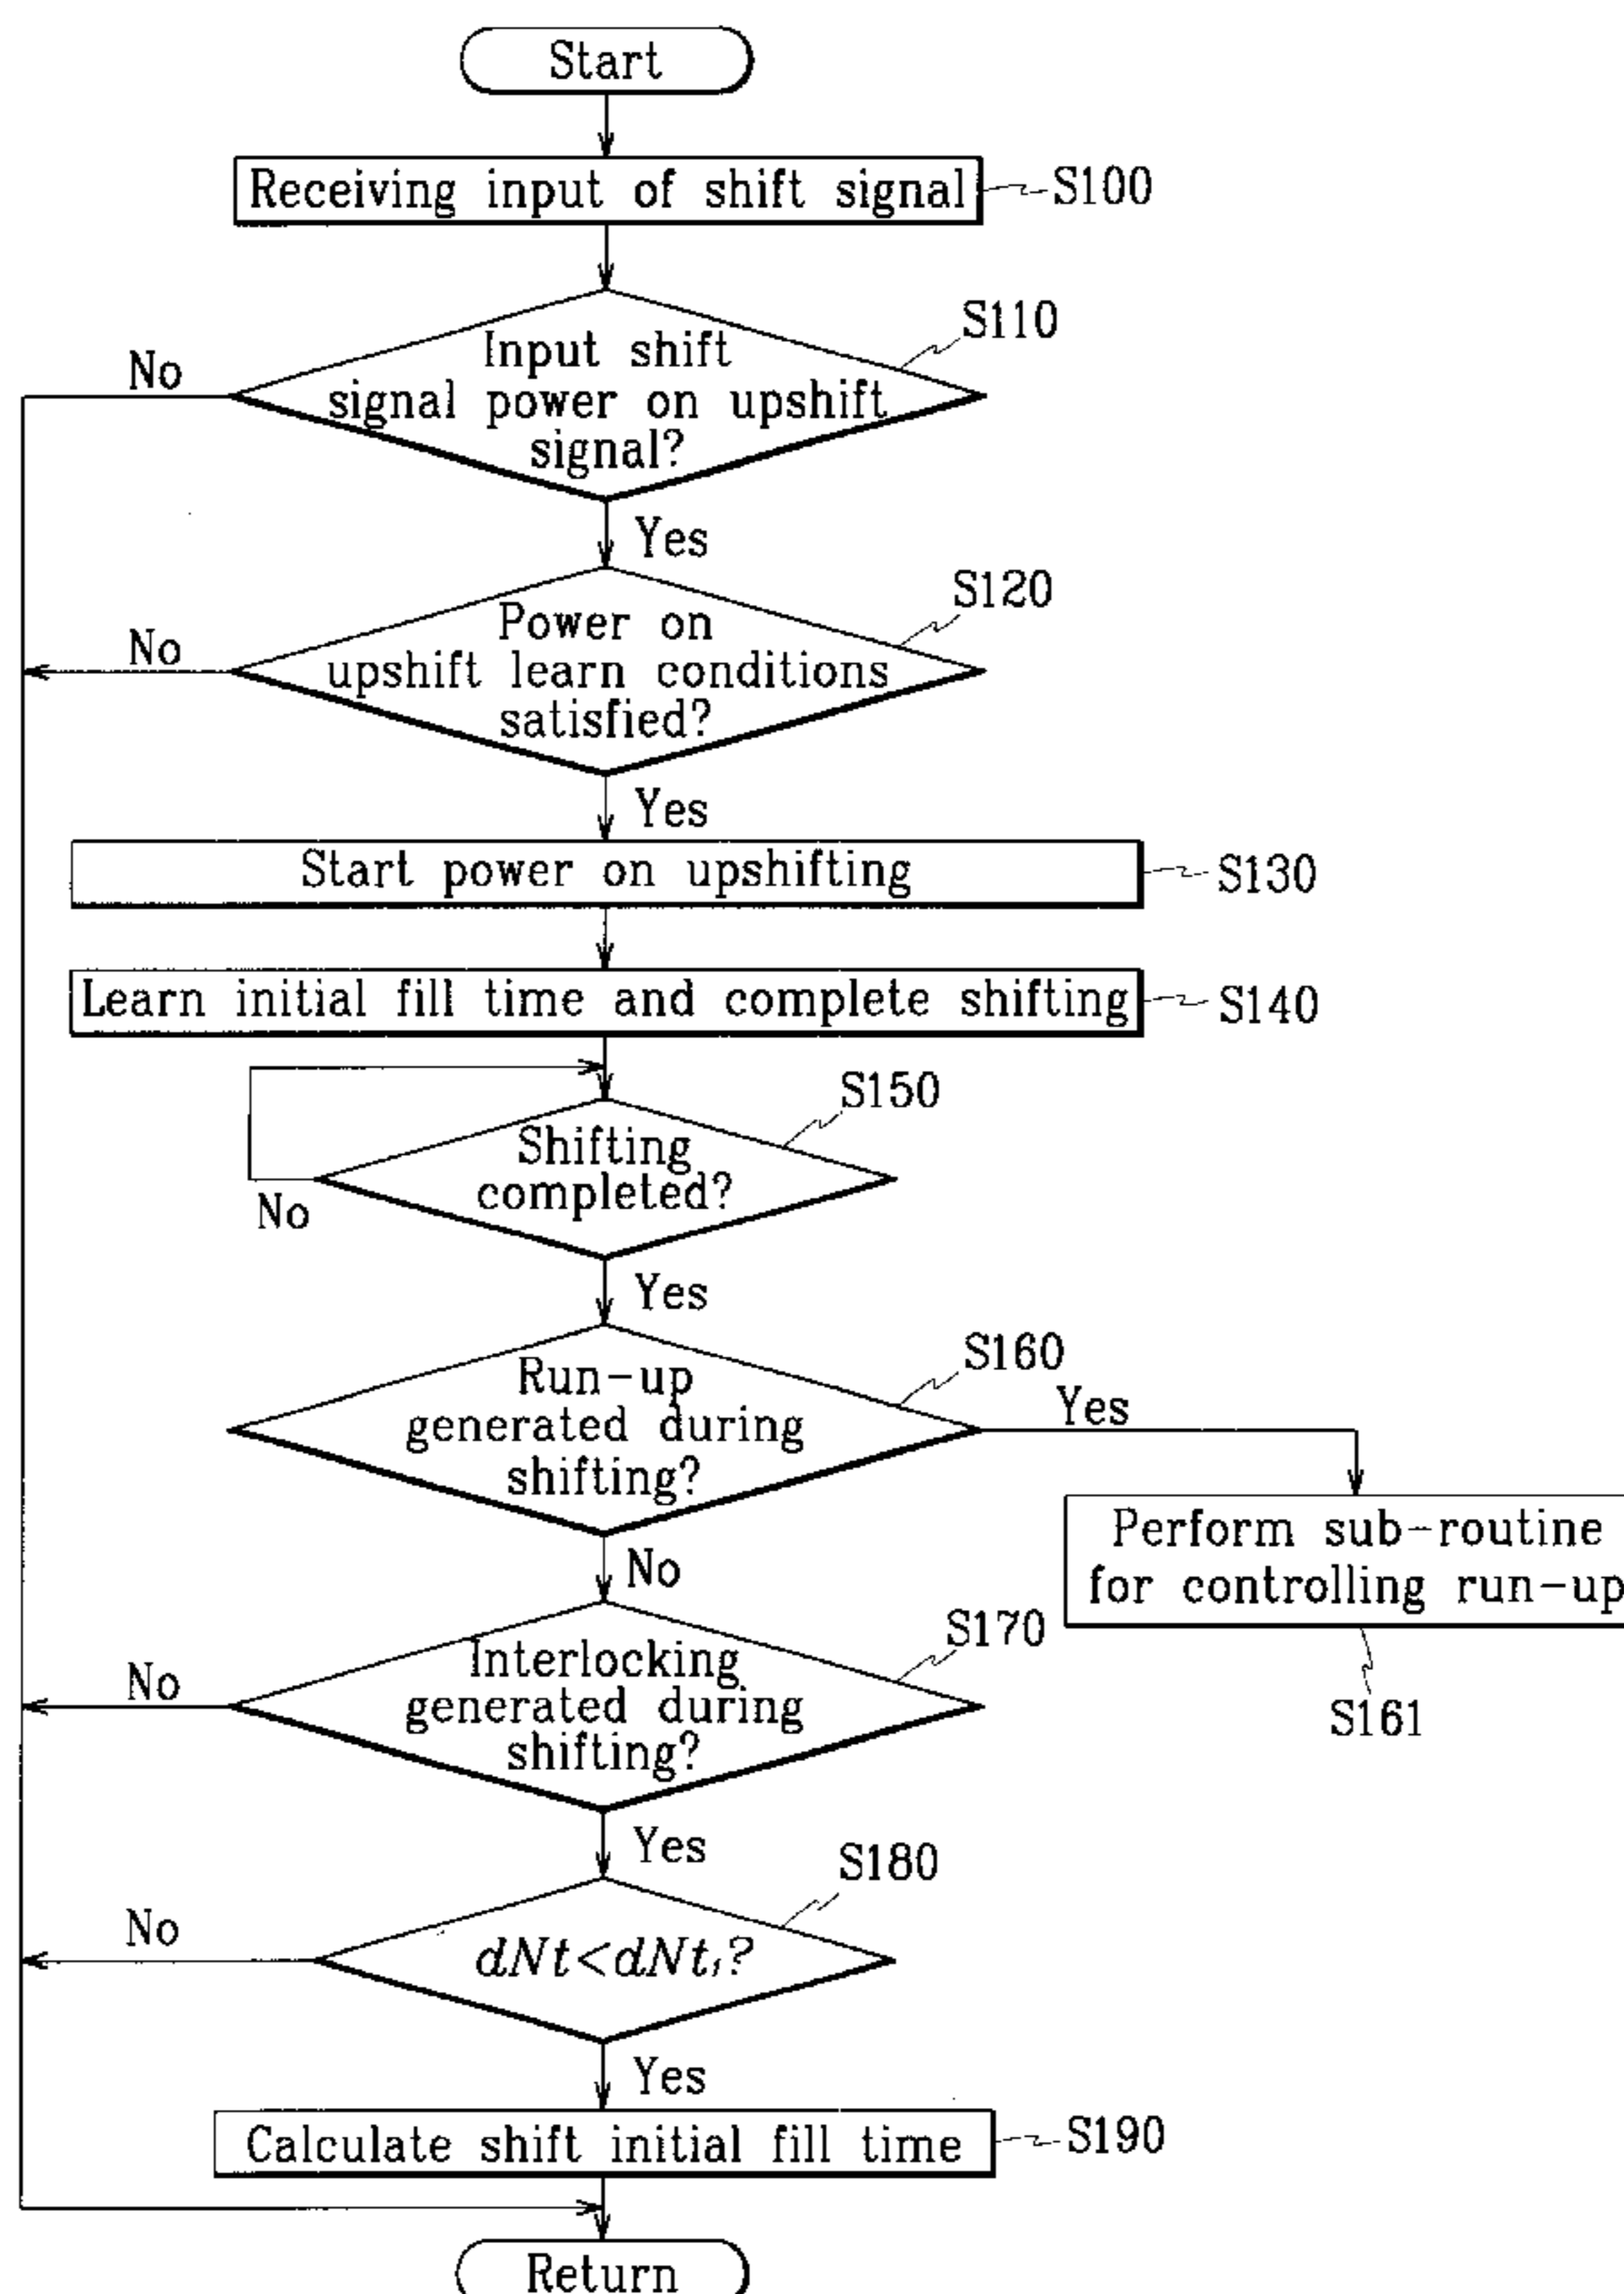 Start
Receiving input of shift signal
S100
S110
Input shift
signal power on upshift
signal?
No
Yes
S120
Power on
upshift learn conditions
satisfied?
No
Yes
Start power on upshifting
S130
Learn initial fill time and complete shifting
S140
S150
Shifting
completed?
No
Yes
S160
Run-up
generated during
shifting?
Yes
Perform sub-routine
for controlling run-up
S161
No
S170
Interlocking
generated during
shifting?
No
Yes
S180
dNt<dNt₁?
No
Yes
Calculate shift initial fill time
S190
Return